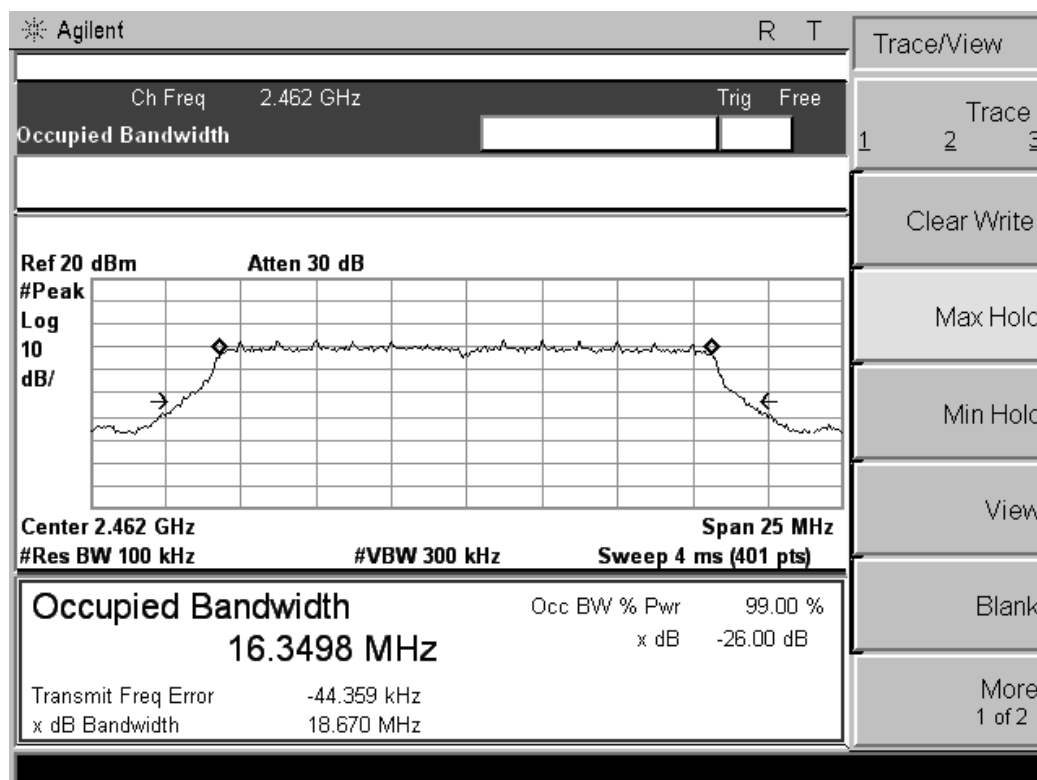 Agilent R T
Trace/View
Ch Freq 2.462 GHz Trig Free
Occupied Bandwidth
Trace
1 2 3
Clear Write
Max Hold
Min Hold
View
Blank
More
1 of 2
Ref 20 dBm Atten 30 dB
#Peak
Log
10
dB/
Center 2.462 GHz Span 25 MHz
#Res BW 100 kHz #VBW 300 kHz Sweep 4 ms (401 pts)
Occupied Bandwidth
16.3498 MHz
Occ BW % Pwr 99.00 %
x dB -26.00 dB
Transmit Freq Error -44.359 kHz
x dB Bandwidth 18.670 MHz